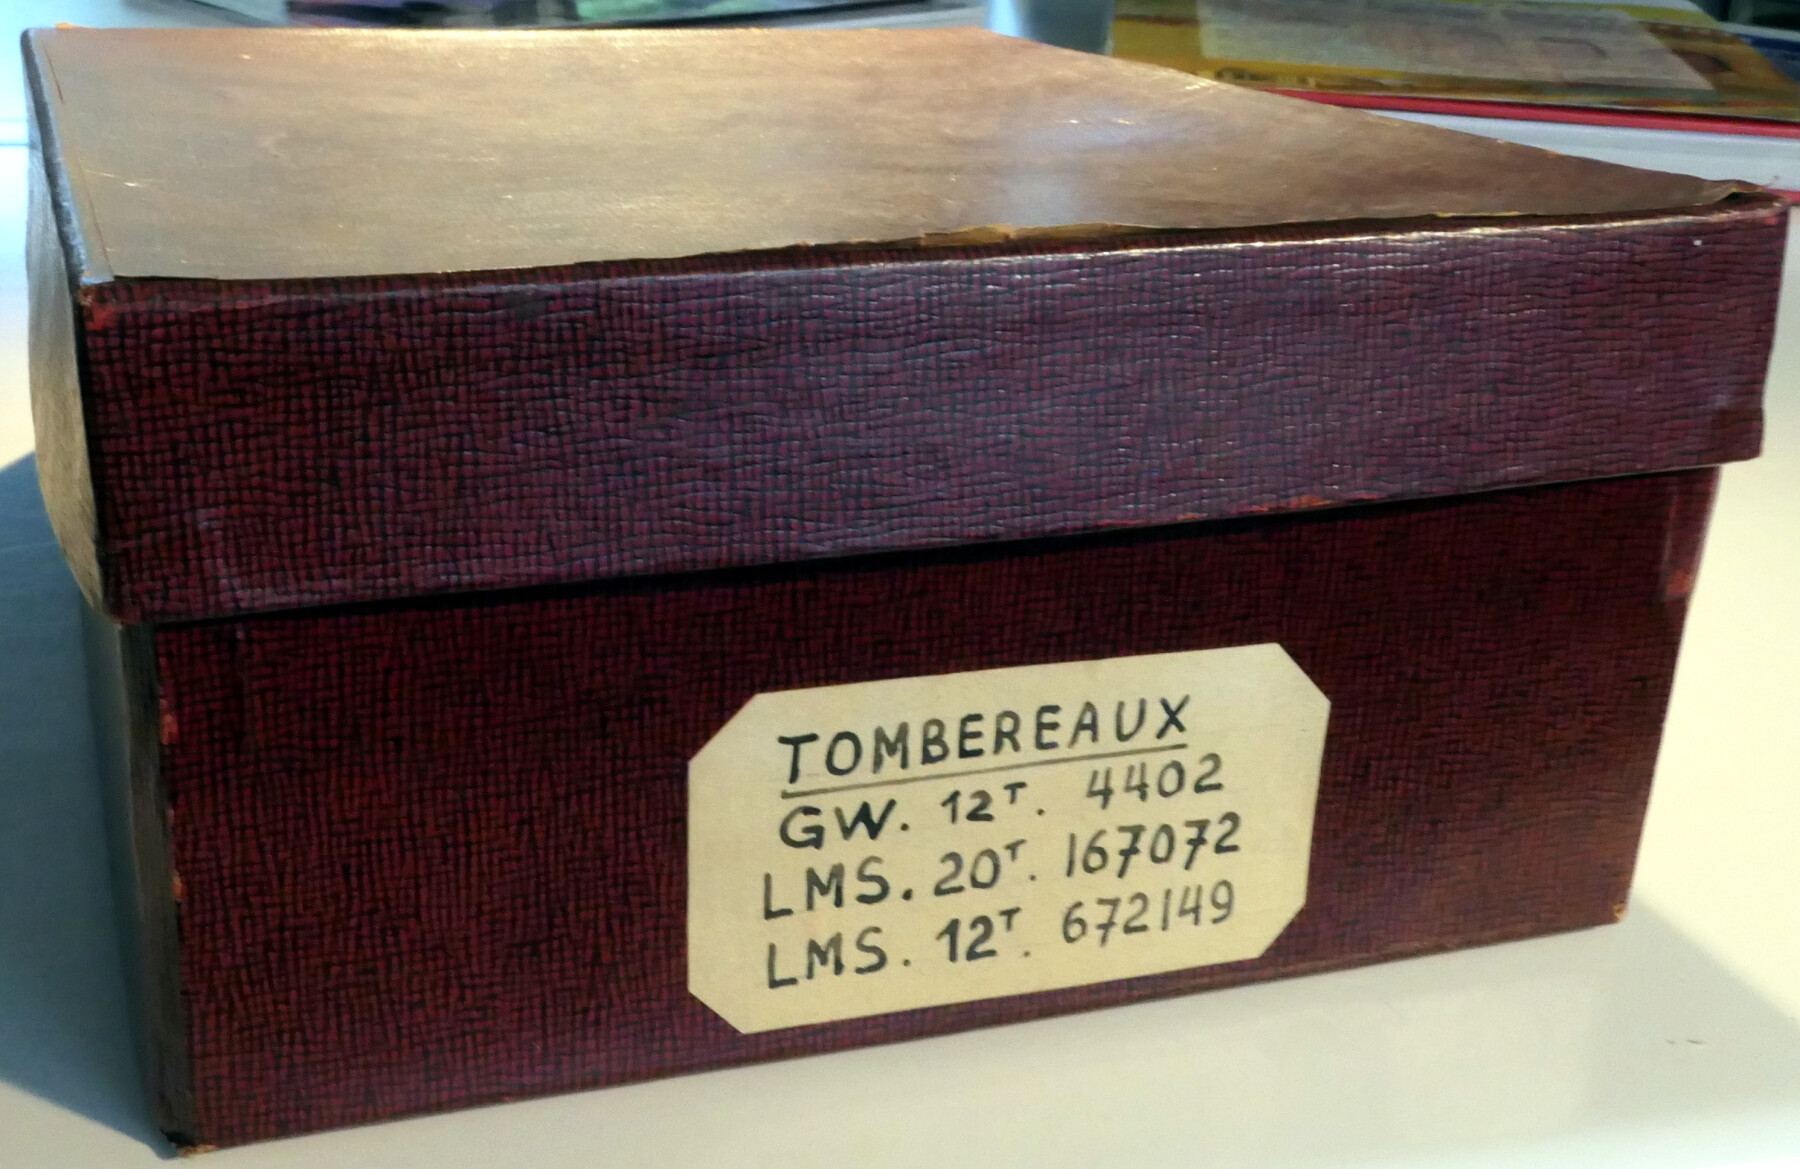 TOMBEREAUX
GW. 12T. 4402
LMS. 20T. 167072
LMS. 12T. 672149